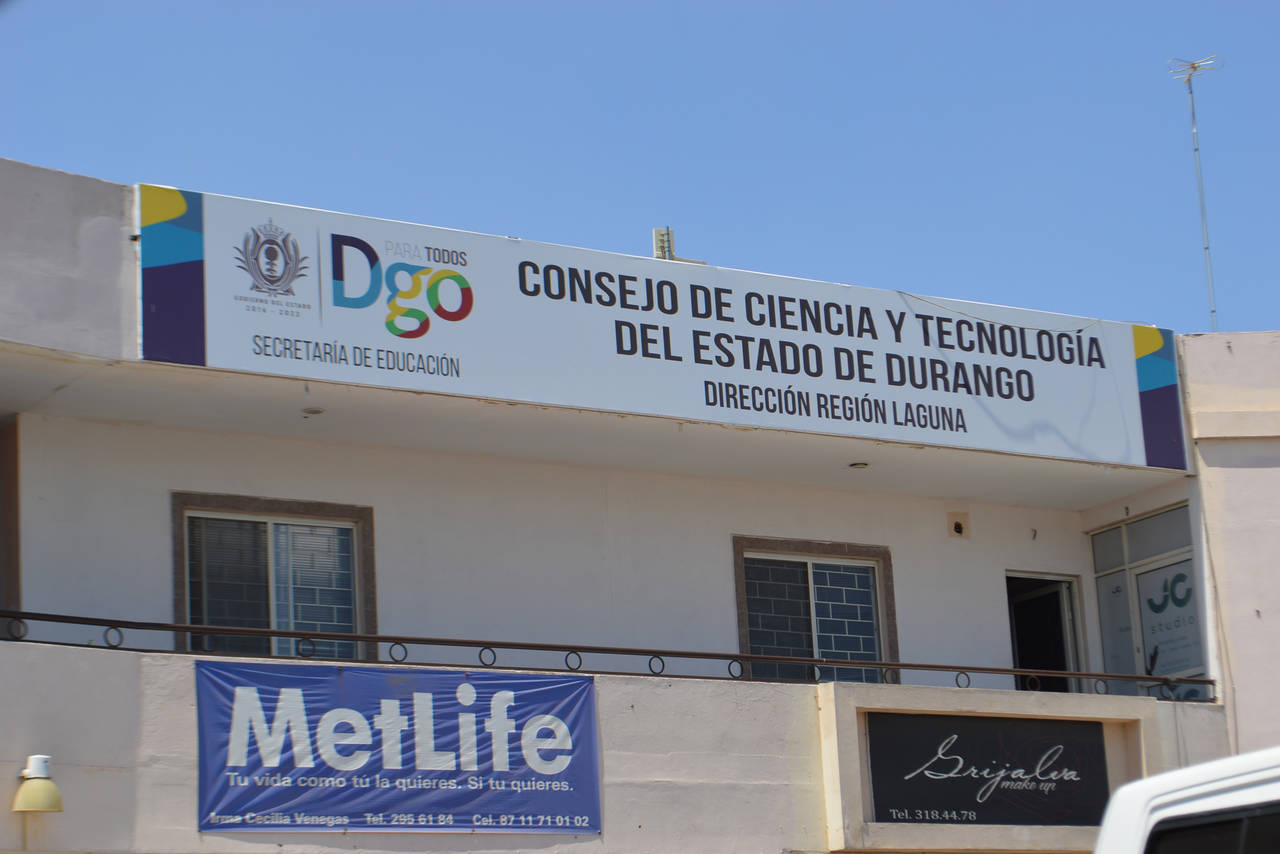 PARA TODOS
Dgo
GOBIERNO DEL ESTADO
2016 - 2022
SECRETARÍA DE EDUCACIÓN
CONSEJO DE CIENCIA Y TECNOLOGÍA
DEL ESTADO DE DURANGO
DIRECCIÓN REGIÓN LAGUNA
JC
studio
MetLife
Tu vida como tú la quieres. Si tu quieres.
Irma Cecilia Venegas Tel. 295 61 84 Cel. 87 11 71 01 02
Grijalva
make up
Tel. 318.44.78